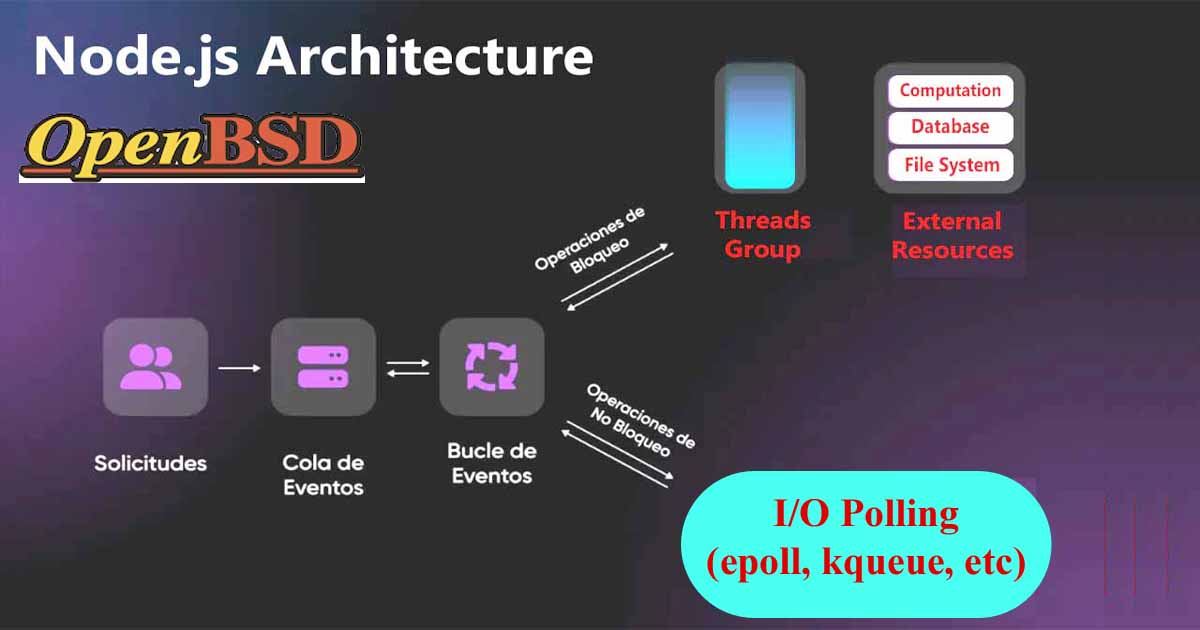 Node.js Architecture
OpenBSD
Computation
Database
File System
Threads
Group
External
Resources
Operaciones de
Bloqueo
Solicitudes
Cola de
Eventos
Bucle de
Eventos
Operaciones de
No Bloqueo
I/O Polling
(epoll, kqueue, etc)